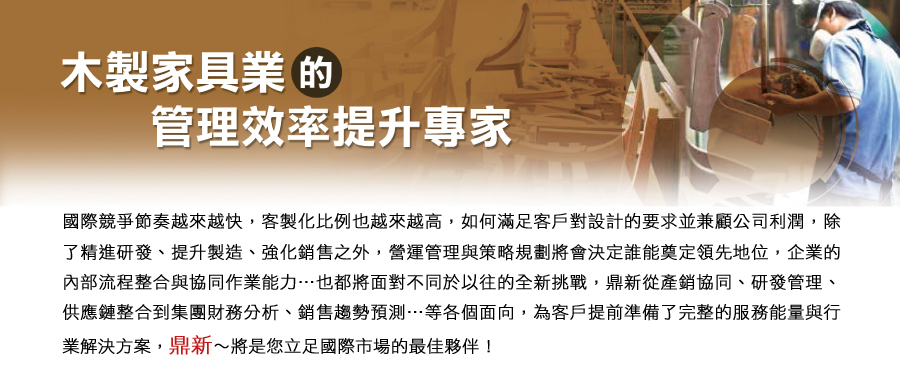 木製家具業的
管理效率提升專家
國際競爭節奏越來越快，客製化比例也越來越高，如何滿足客戶對設計的要求並兼顧公司利潤，除
了精進研發、提升製造、強化銷售之外，營運管理與策略規劃將會決定誰能奠定領先地位，企業的
內部流程整合與協同作業能力…也都將面對不同於以往的全新挑戰，鼎新從產銷協同、研發管理、
供應鏈整合到集團財務分析、銷售趨勢預測…等各個面向，為客戶提前準備了完整的服務能量與行
業解決方案，鼎新～將是您立足國際市場的最佳夥伴！